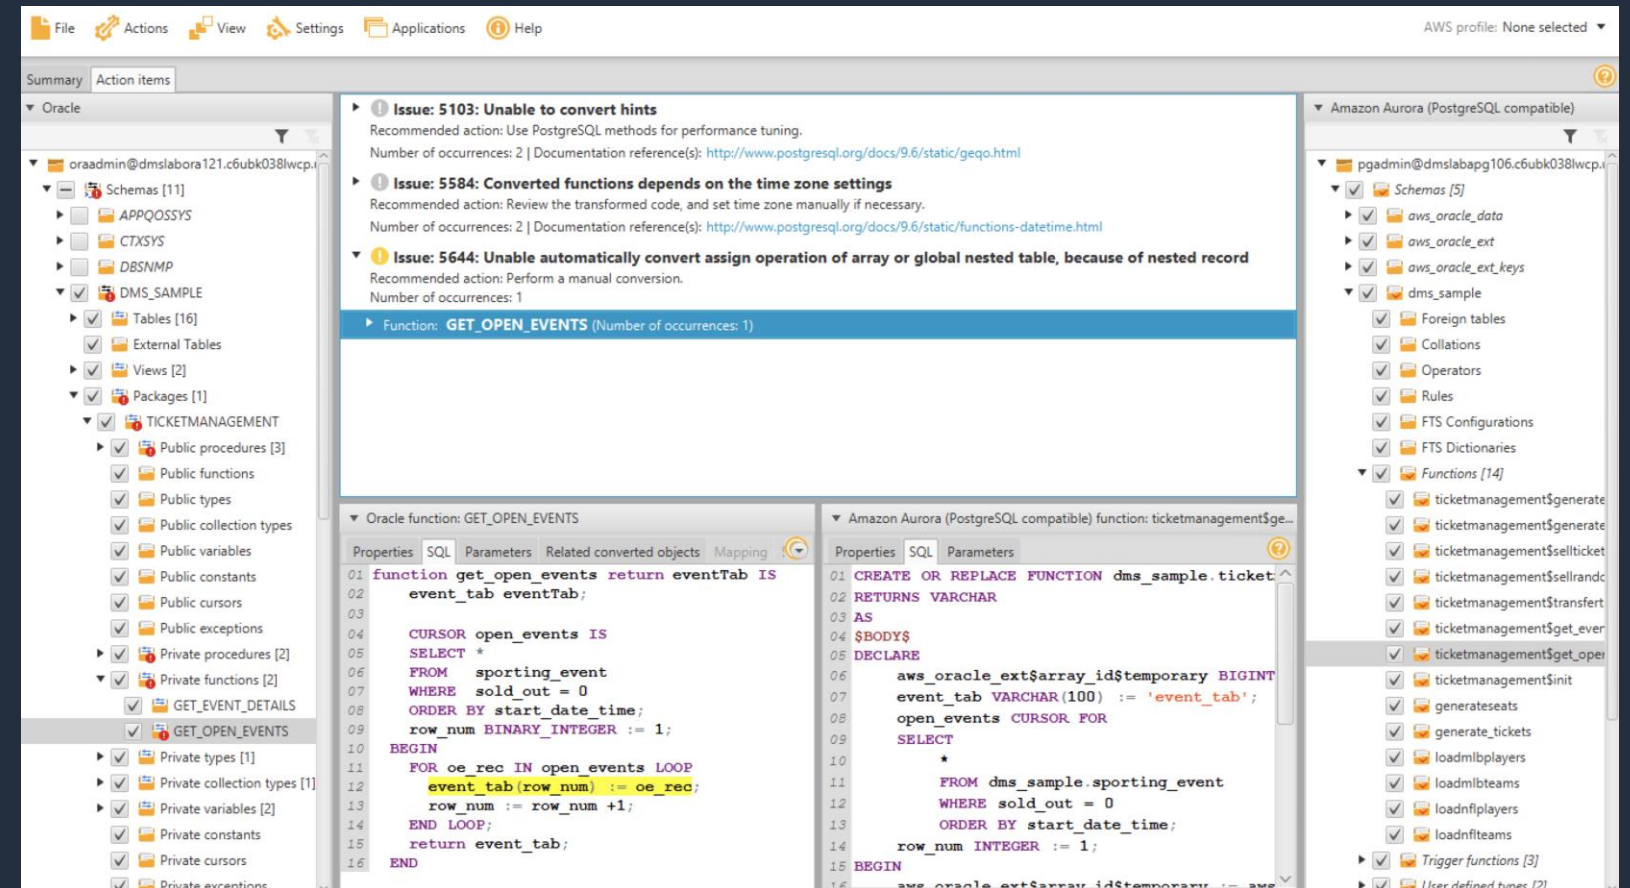 File Actions View Settings Applications Help AWS profile: None selected
Summary Action items
Oracle
oraadmin@dmslabora121.c6ubk038lwcp.
Schemas [11]
APPQOSSYS
CTXSYS
DBSNMP
DMS_SAMPLE
Tables [16]
External Tables
Views [2]
Packages [1]
TICKETMANAGEMENT
Public procedures [3]
Public functions
Public types
Public collection types
Public variables
Public constants
Public cursors
Public exceptions
Private procedures [2]
Private functions [2]
GET_EVENT_DETAILS
GET_OPEN_EVENTS
Private types [1]
Private collection types [1]
Private variables [2]
Private constants
Private cursors
Private exceptions
Issue: 5103: Unable to convert hints
Recommended action: Use PostgreSQL methods for performance tuning.
Number of occurrences: 2 | Documentation reference(s): http://www.postgresql.org/docs/9.6/static/geqo.html
Issue: 5584: Converted functions depends on the time zone settings
Recommended action: Review the transformed code, and set time zone manually if necessary.
Number of occurrences: 2 | Documentation reference(s): http://www.postgresql.org/docs/9.6/static/functions-datetime.html
Issue: 5644: Unable automatically convert assign operation of array or global nested table, because of nested record
Recommended action: Perform a manual conversion.
Number of occurrences: 1
Function: GET_OPEN_EVENTS (Number of occurrences: 1)
Oracle function: GET_OPEN_EVENTS
Properties SQL Parameters Related converted objects Mapping
01 function get_open_events return eventTab IS
02 event_tab eventTab;
03
04 CURSOR open_events IS
05 SELECT *
06 FROM sporting_event
07 WHERE sold_out = 0
08 ORDER BY start_date_time;
09 row_num BINARY_INTEGER := 1;
10 BEGIN
11 FOR oe_rec IN open_events LOOP
12 event_tab(row_num) := oe_rec;
13 row_num := row_num +1;
14 END LOOP;
15 return event_tab;
16 END
Amazon Aurora (PostgreSQL compatible) function: ticketmanagement$ge...
Properties SQL Parameters
01 CREATE OR REPLACE FUNCTION dms_sample.ticket
02 RETURNS VARCHAR
03 AS
04 $BODY$
05 DECLARE
06 aws_oracle_ext$array_id$temporary BIGINT
07 event_tab VARCHAR(100) := 'event_tab';
08 open_events CURSOR FOR
09 SELECT
10 *
11 FROM dms_sample.sporting_event
12 WHERE sold_out = 0
13 ORDER BY start_date_time;
14 row_num INTEGER := 1;
15 BEGIN
16 aws_oracle_ext$array_id$temporary := aws
Amazon Aurora (PostgreSQL compatible)
pgadmin@dmslabapg106.c6ubk038lwcp.
Schemas [5]
aws_oracle_data
aws_oracle_ext
aws_oracle_ext_keys
dms_sample
Foreign tables
Collations
Operators
Rules
FTS Configurations
FTS Dictionaries
Functions [14]
ticketmanagement$generate
ticketmanagement$generate
ticketmanagement$sellticket
ticketmanagement$sellrando
ticketmanagement$transfert
ticketmanagement$get_even
ticketmanagement$get_open
ticketmanagement$init
generateseats
generate_tickets
loadmlbplayers
loadmlbteams
loadnflplayers
loadnflteams
Trigger functions [3]
User defined types [2]